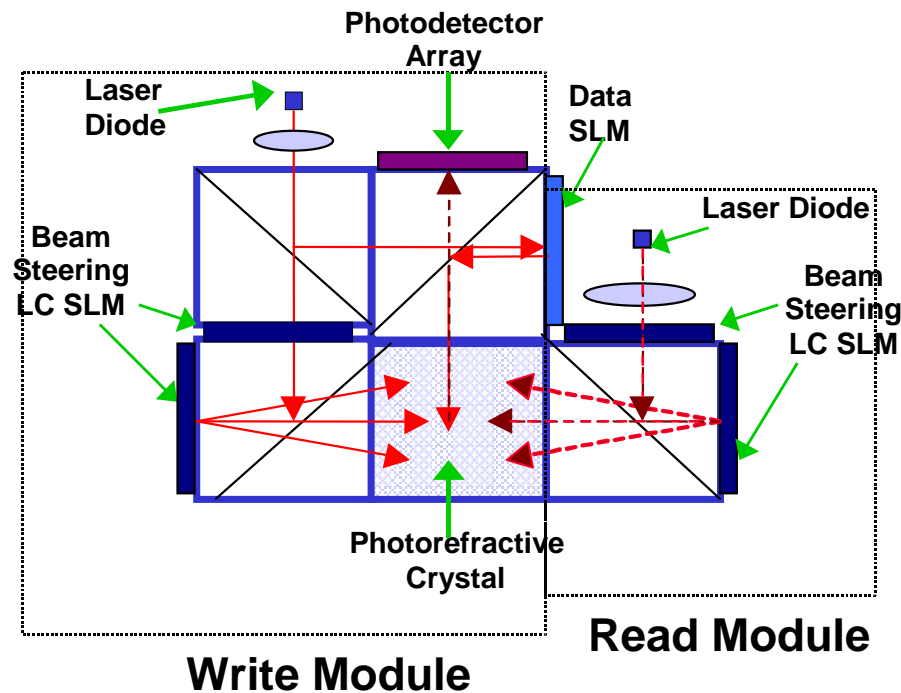 Photodetector
Array
Laser
Diode
Data
SLM
Laser Diode
Beam
Steering
LC SLM
Beam
Steering
LC SLM
Photorefractive
Crystal
Read Module
Write Module